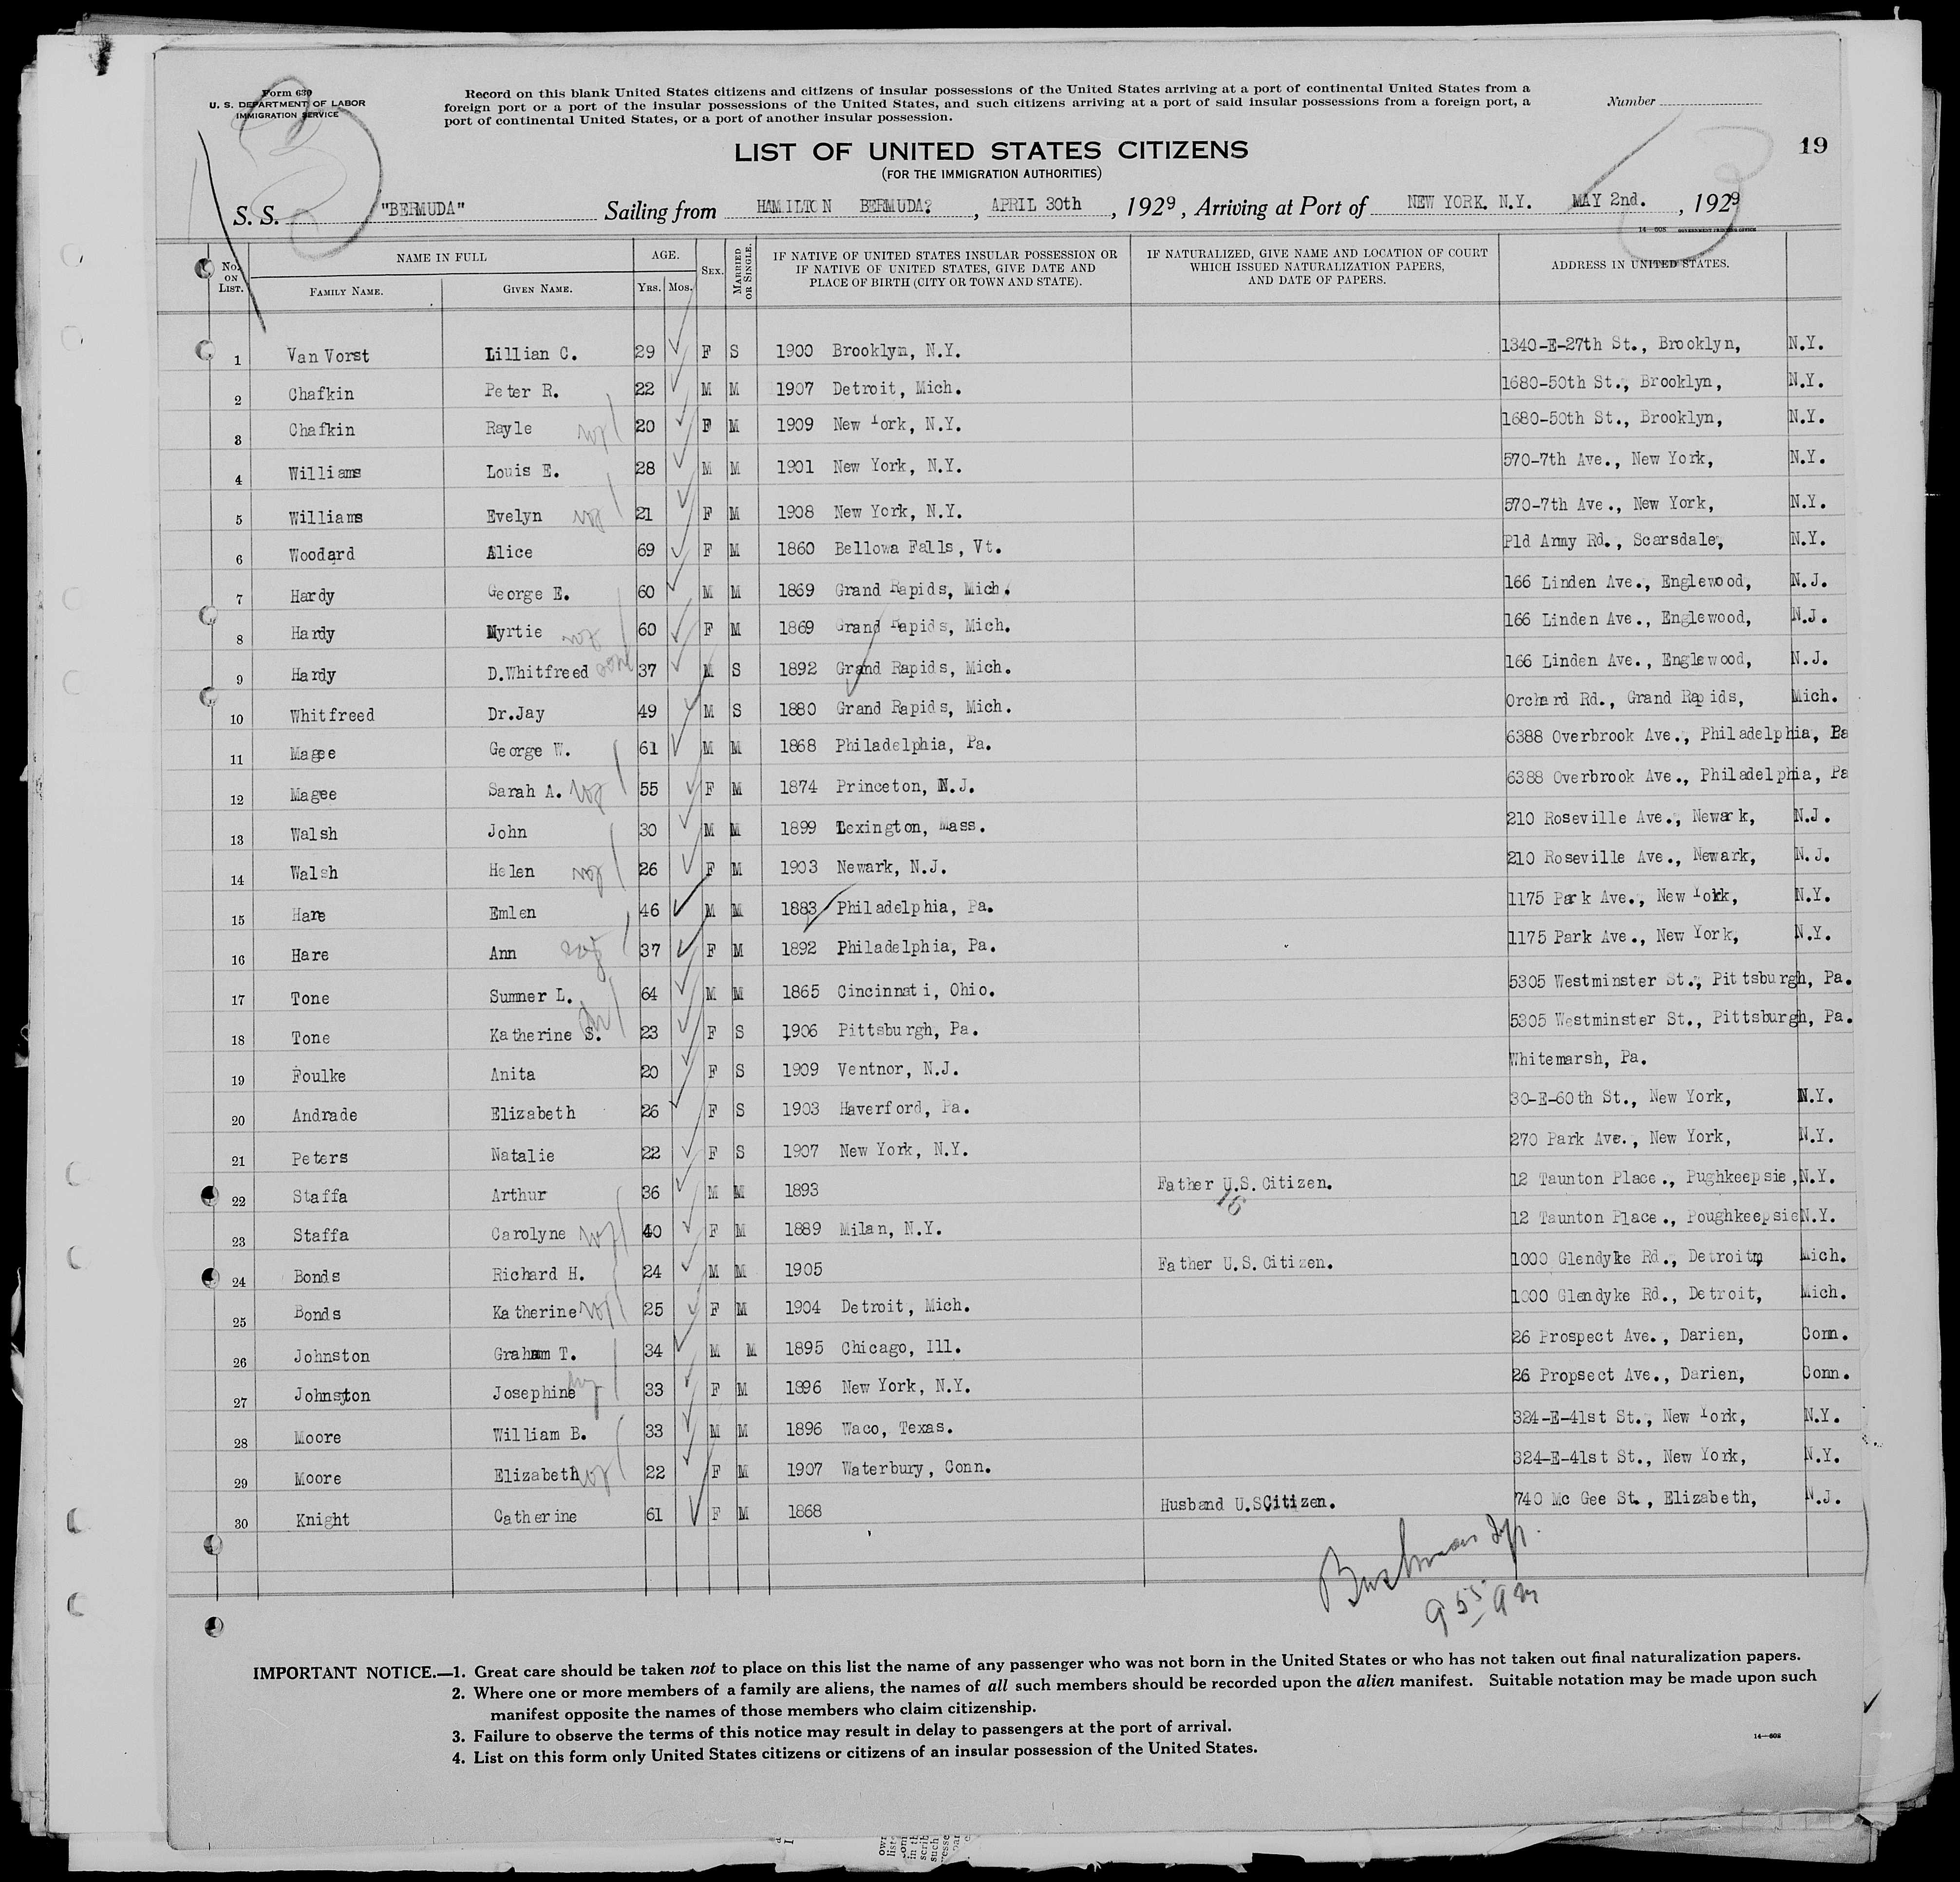 Form 630
U. S. DEPARTMENT OF LABOR
IMMIGRATION SERVICE
Record on this blank United States citizens and citizens of insular possessions of the United States arriving at a port of continental United States from a
foreign port or a port of the insular possessions of the United States, and such citizens arriving at a port of said insular possessions from a foreign port, a
port of continental United States, or a port of another insular possession.
Number
19
3
3
LIST OF UNITED STATES CITIZENS
(FOR THE IMMIGRATION AUTHORITIES)
S. S. "BERMUDA" Sailing from HAMILTON BERMUDA?, APRIL 30th, 1929, Arriving at Port of NEW YORK. N.Y. MAY 2nd., 1929
14—608 GOVERNMENT PRINTING OFFICE
No. ON LIST. NAME IN FULL FAMILY NAME. GIVEN NAME. AGE. YRS. MOS. SEX. MARRIED OR SINGLE. IF NATIVE OF UNITED STATES INSULAR POSSESSION OR IF NATIVE OF UNITED STATES, GIVE DATE AND PLACE OF BIRTH (CITY OR TOWN AND STATE). IF NATURALIZED, GIVE NAME AND LOCATION OF COURT WHICH ISSUED NATURALIZATION PAPERS, AND DATE OF PAPERS. ADDRESS IN UNITED STATES.
1 Van Vorst Lillian C. 29 F S 1900 Brooklyn, N.Y. 1340-E-27th St., Brooklyn, N.Y.
2 Chafkin Peter R. 22 M M 1907 Detroit, Mich. 1680-50th St., Brooklyn, N.Y.
3 Chafkin Rayle 20 F M 1909 New York, N.Y. 1680-50th St., Brooklyn, N.Y.
4 Williams Louis E. 28 M M 1901 New York, N.Y. 570-7th Ave., New York, N.Y.
5 Williams Evelyn 21 F M 1908 New York, N.Y. 570-7th Ave., New York, N.Y.
6 Woodard Alice 69 F M 1860 Bellowa Falls, Vt. Pld Army Rd., Scarsdale, N.Y.
7 Hardy George E. 60 M M 1869 Grand Rapids, Mich. 166 Linden Ave., Englewood, N.J.
8 Hardy Myrtie 60 F M 1869 Grand Rapids, Mich. 166 Linden Ave., Englewood, N.J.
9 Hardy D.Whitfreed son 37 M S 1892 Grand Rapids, Mich. 166 Linden Ave., Englewood, N.J.
10 Whitfreed Dr.Jay 49 M S 1880 Grand Rapids, Mich. Orchard Rd., Grand Rapids, Mich.
11 Magee George W. 61 M M 1868 Philadelphia, Pa. 6388 Overbrook Ave., Philadelphia, Pa
12 Magee Sarah A. 55 F M 1874 Princeton, N.J. 6388 Overbrook Ave., Philadelphia, Pa
13 Walsh John 30 M M 1899 Lexington, Mass. 210 Roseville Ave., Newark, N.J.
14 Walsh Helen 26 F M 1903 Newark, N.J. 210 Roseville Ave., Newark, N.J.
15 Hare Emlen 46 M M 1883 Philadelphia, Pa. 1175 Park Ave., New York, N.Y.
16 Hare Ann 37 F M 1892 Philadelphia, Pa. 1175 Park Ave., New York, N.Y.
17 Tone Sumner L. 64 M M 1865 Cincinnati, Ohio. 5305 Westminster St., Pittsburgh, Pa.
18 Tone Katherine S. 23 F S 1906 Pittsburgh, Pa. 5305 Westminster St., Pittsburgh, Pa.
19 Foulke Anita 20 F S 1909 Ventnor, N.J. Whitemarsh, Pa.
20 Andrade Elizabeth 26 F S 1903 Haverford, Pa. 30-E-60th St., New York, N.Y.
21 Peters Natalie 22 F S 1907 New York, N.Y. 270 Park Ave., New York, N.Y.
22 Staffa Arthur 36 M M 1893 Father U.S.Citizen. 12 Taunton Place., Pughkeepsie, N.Y.
16
23 Staffa Carolyne 40 F M 1889 Milan, N.Y. 12 Taunton Place., Poughkeepsie N.Y.
24 Bonds Richard H. 24 M M 1905 Father U.S.Citizen. 1000 Glendyke Rd., Detroit, Mich.
25 Bonds Katherine 25 F M 1904 Detroit, Mich. 1000 Glendyke Rd., Detroit, Mich.
26 Johnston Graham T. 34 M M 1895 Chicago, Ill. 26 Prospect Ave., Darien, Conn.
27 Johnston Josephine 33 F M 1896 New York, N.Y. 26 Propsect Ave., Darien, Conn.
28 Moore William B. 33 M M 1896 Waco, Texas. 324-E-41st St., New York, N.Y.
29 Moore Elizabeth 22 F M 1907 Waterbury, Conn. 324-E-41st St., New York, N.Y.
30 Knight Catherine 61 F M 1868 Husband U.S.Citizen. 740 Mc Gee St., Elizabeth, N.J.
9 55 am
IMPORTANT NOTICE.—1. Great care should be taken not to place on this list the name of any passenger who was not born in the United States or who has not taken out final naturalization papers.
2. Where one or more members of a family are aliens, the names of all such members should be recorded upon the alien manifest. Suitable notation may be made upon such
manifest opposite the names of those members who claim citizenship.
3. Failure to observe the terms of this notice may result in delay to passengers at the port of arrival.
4. List on this form only United States citizens or citizens of an insular possession of the United States.
14—608